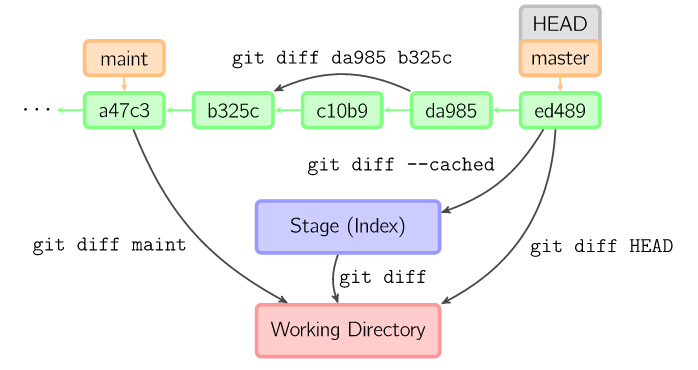 HEAD
maint
git diff da985 b325c
master
...
a47c3
b325c
c10b9
da985
ed489
git diff --cached
Stage (Index)
git diff maint
git diff HEAD
git diff
Working Directory